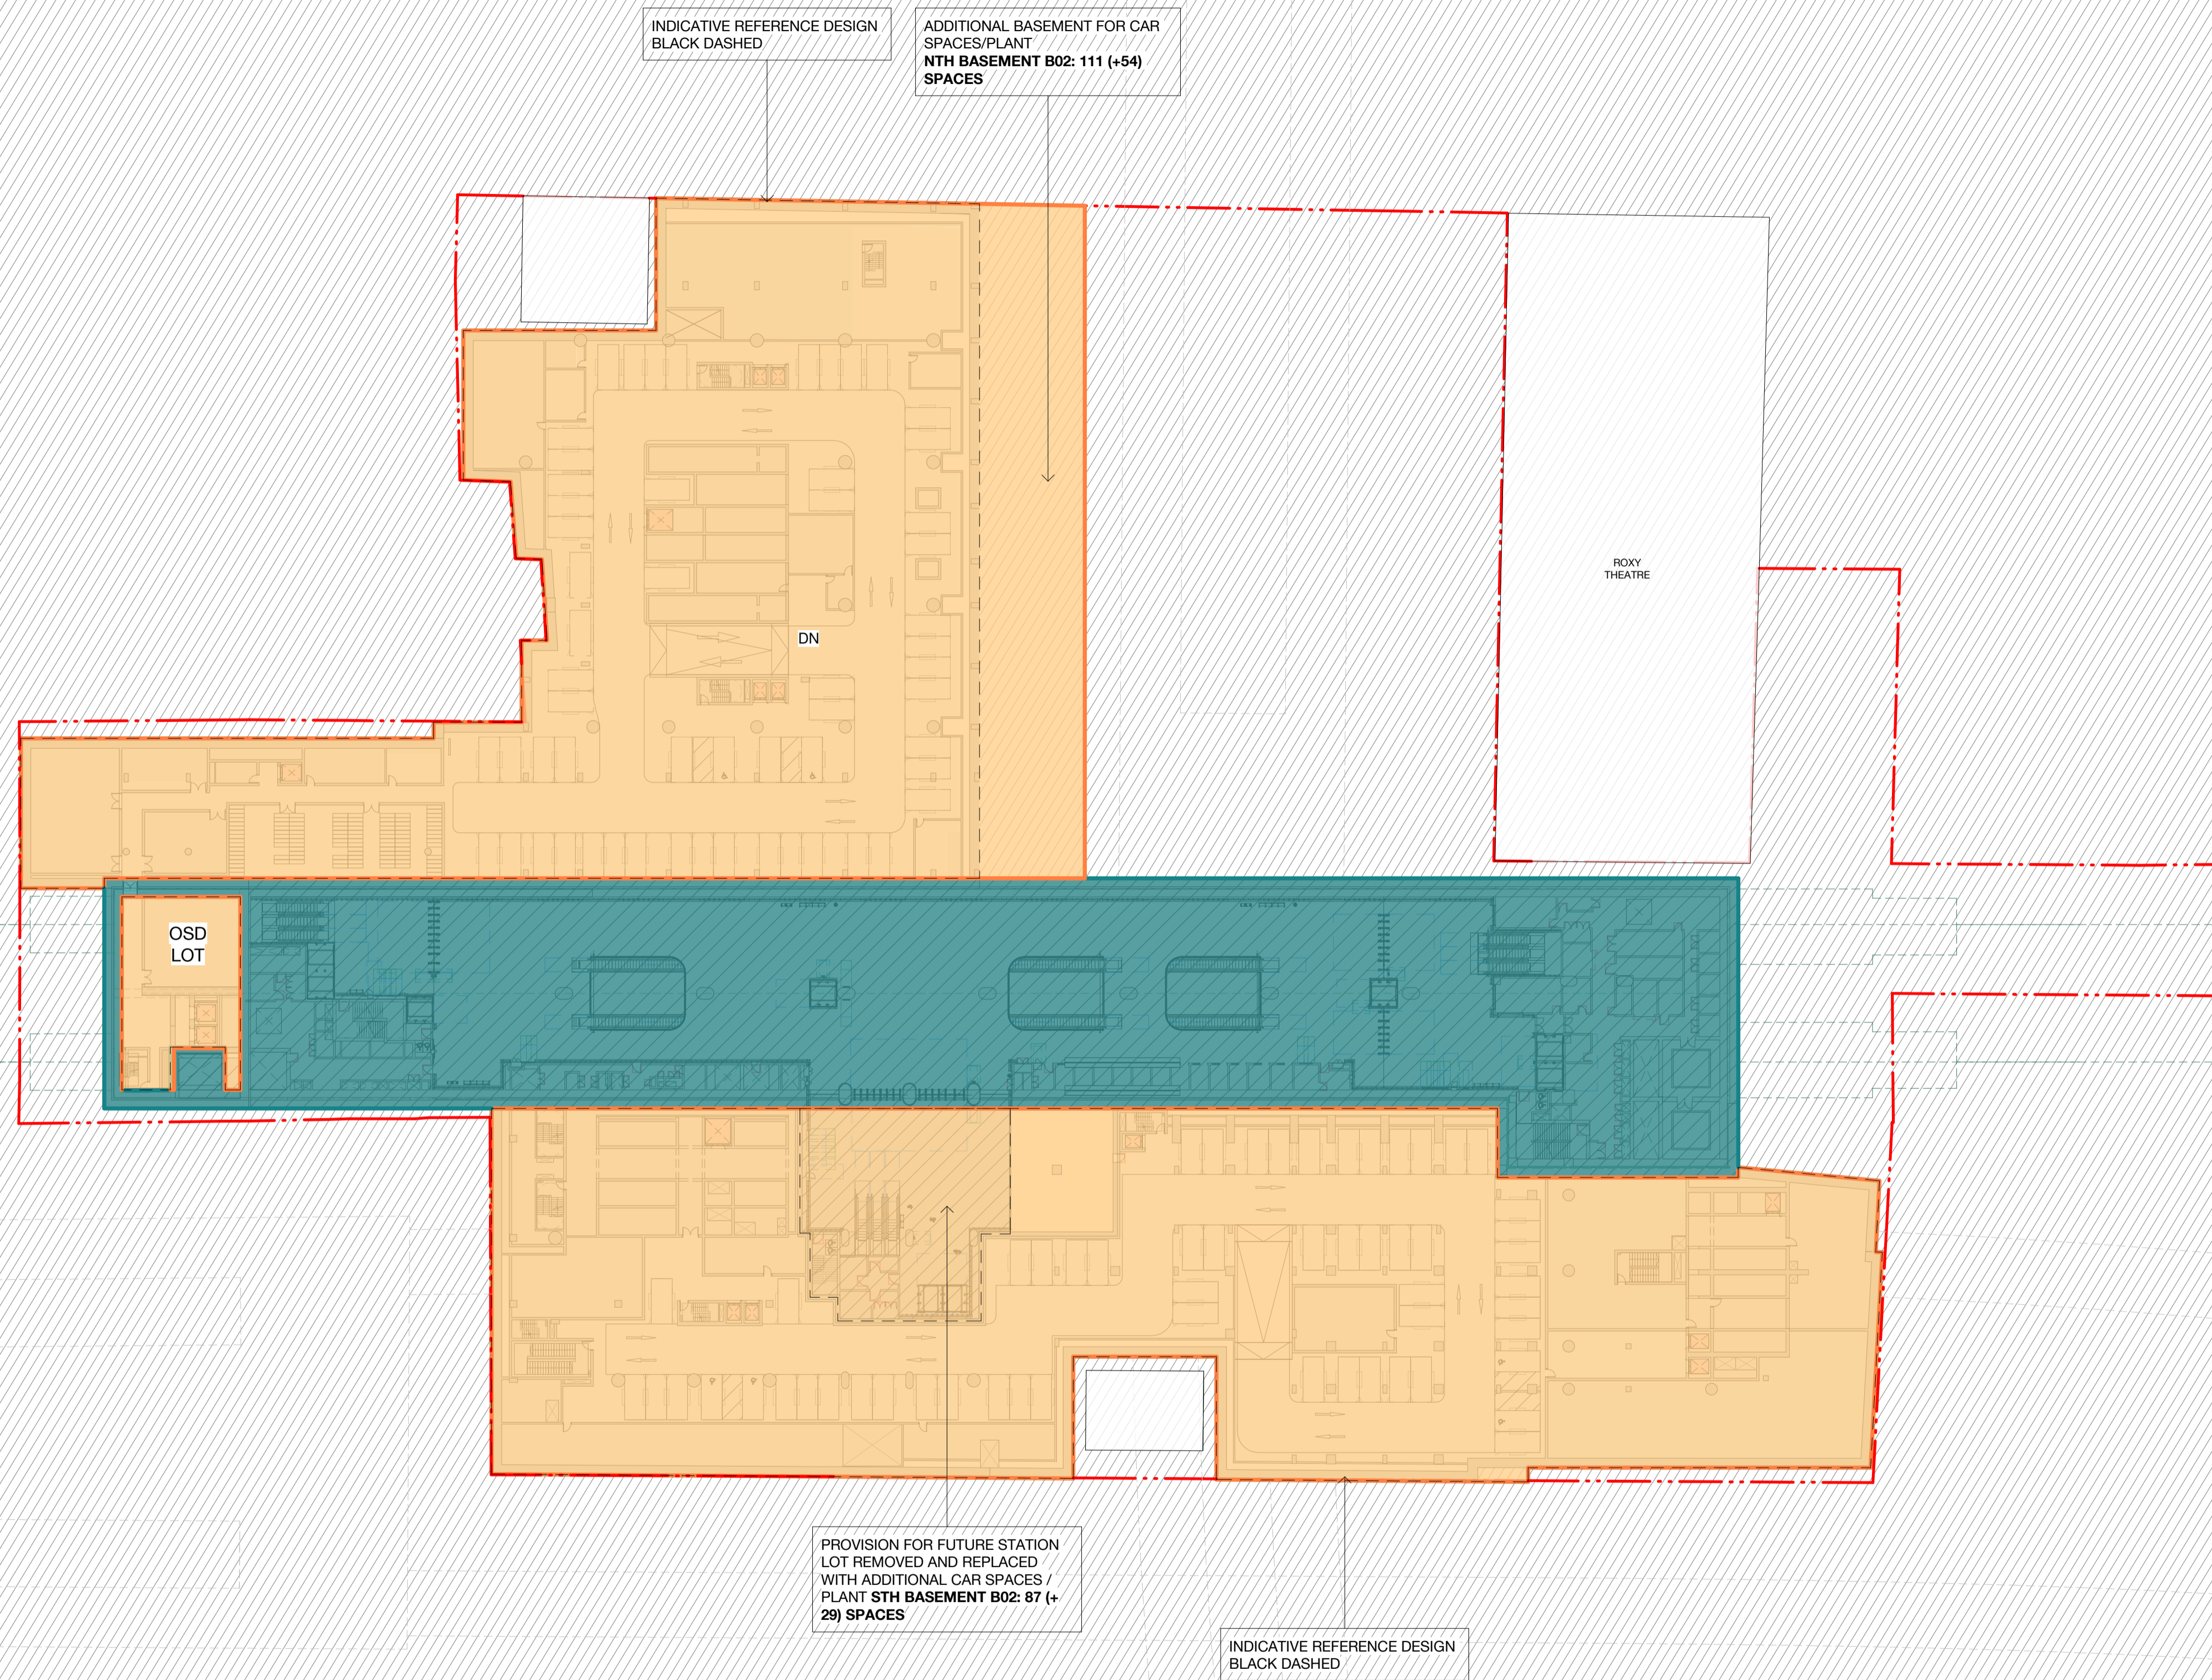 INDICATIVE REFERENCE DESIGN
BLACK DASHED
ADDITIONAL BASEMENT FOR CAR
SPACES/PLANT
NTH BASEMENT B02: 111 (+54)
SPACES
ROXY
THEATRE
DN
OSD
LOT
PROVISION FOR FUTURE STATION
LOT REMOVED AND REPLACED
WITH ADDITIONAL CAR SPACES /
PLANT STH BASEMENT B02: 87 (+
29) SPACES
INDICATIVE REFERENCE DESIGN
BLACK DASHED